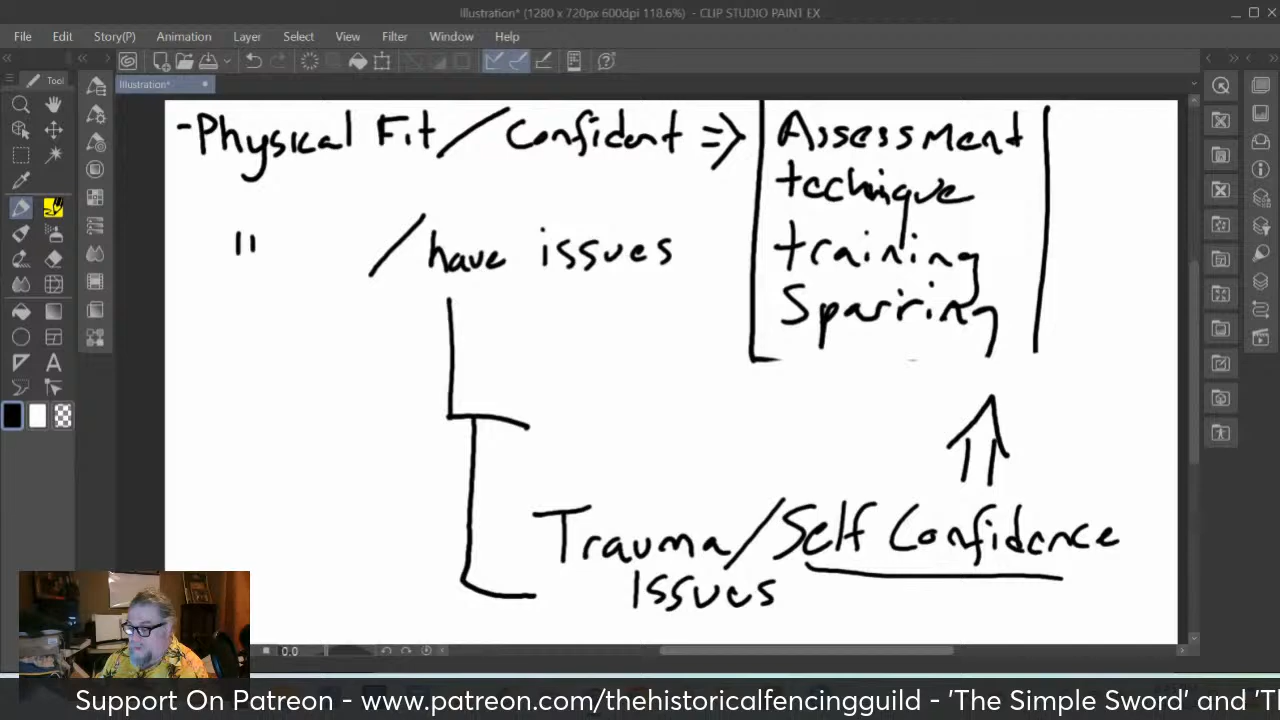 Illustration* (1280 x 720px 600dpi 118.6%) - CLIP STUDIO PAINT EX
File Edit Story(P) Animation Layer Select View Filter Window Help
Tool
Illustration*
-Physical Fit/Confident => Assessment
technique
" /have issues
training
Sparring
Trauma/Self Confidence
Issues
0.0
Support On Patreon - www.patreon.com/thehistoricalfencingguild - 'The Simple Sword' and 'T